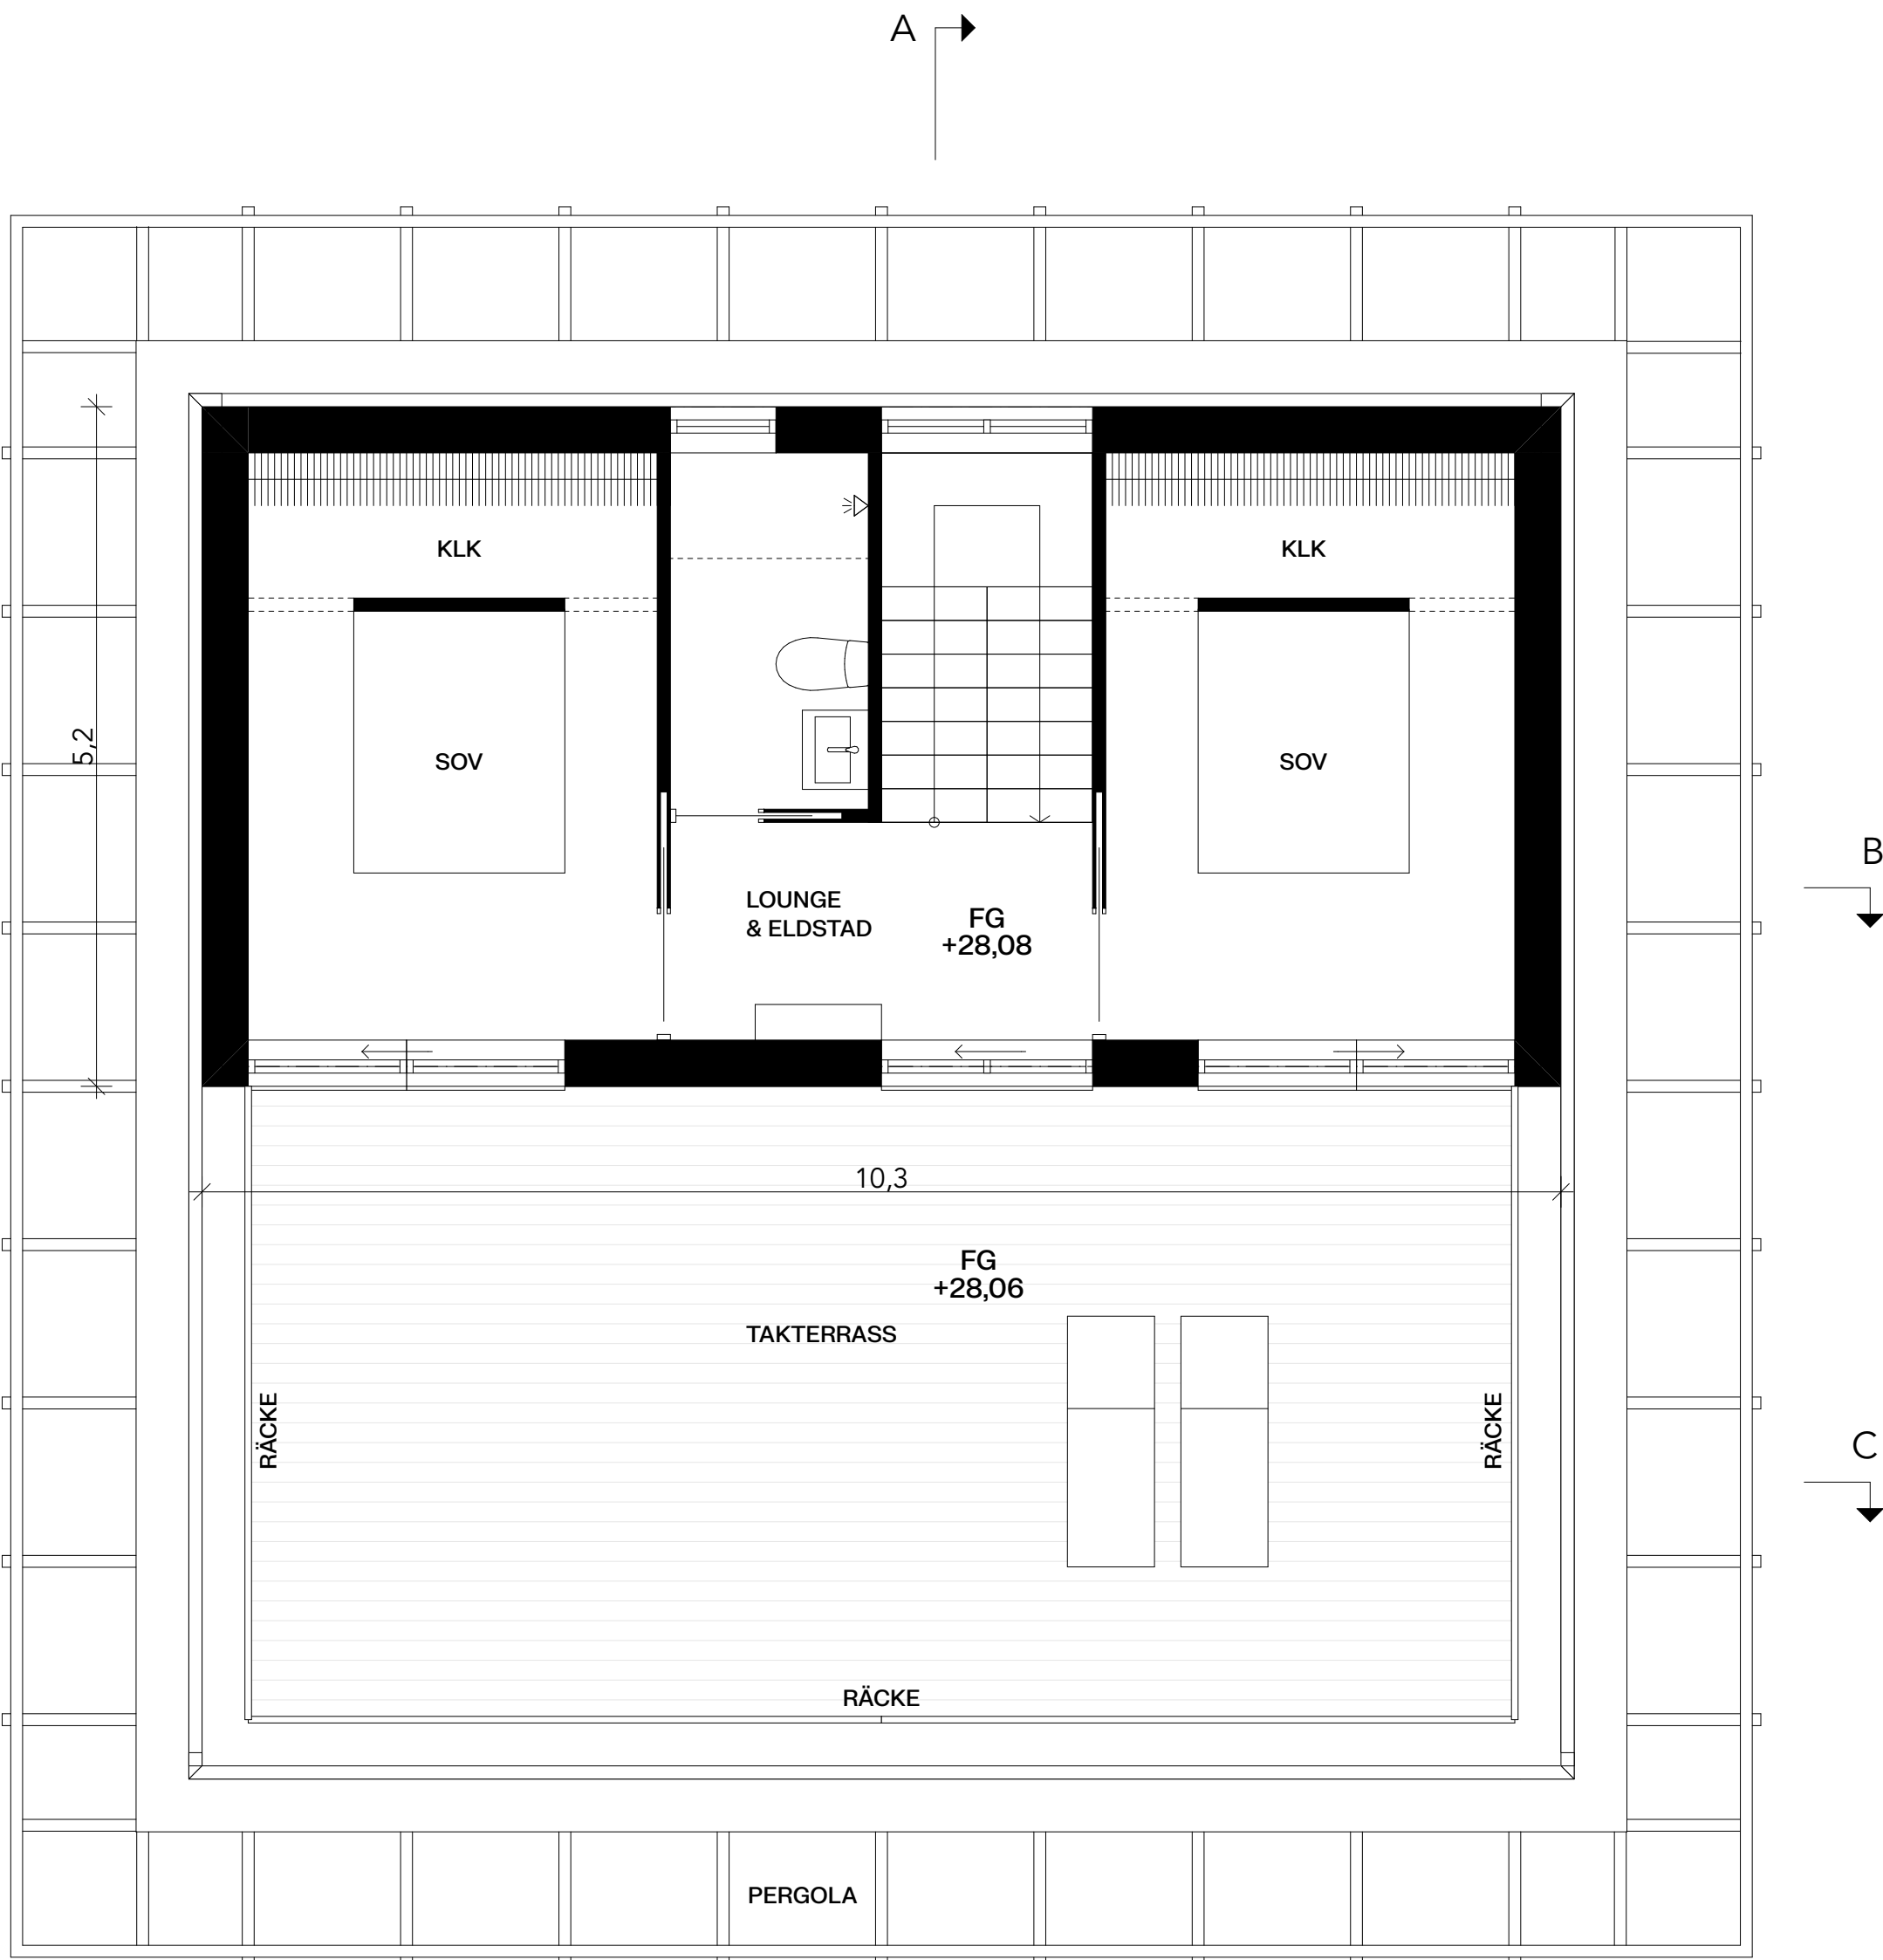 A
KLK
KLK
5,2
SOV
SOV
B
LOUNGE
& ELDSTAD
FG
+28,08
10,3
FG
+28,06
TAKTERRASS
RÄCKE
RÄCKE
C
RÄCKE
PERGOLA